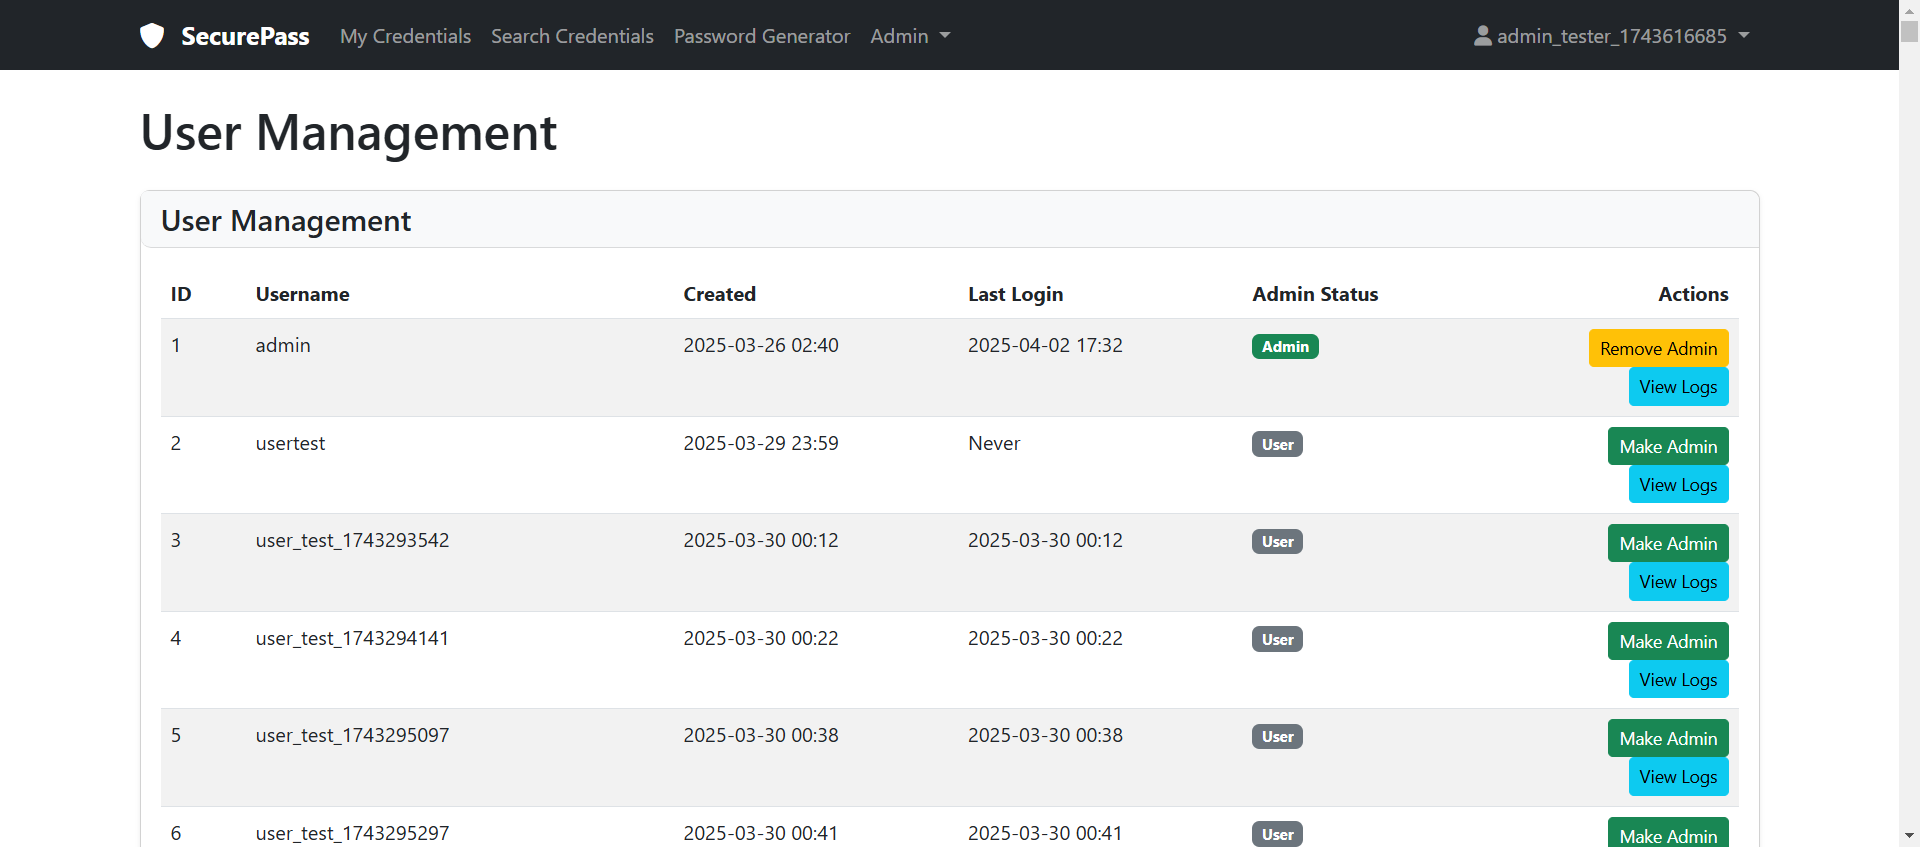 SecurePass My Credentials Search Credentials Password Generator Admin admin_tester_1743616685
User Management
User Management
ID Username Created Last Login Admin Status Actions
1 admin 2025-03-26 02:40 2025-04-02 17:32 Admin Remove Admin
View Logs
2 usertest 2025-03-29 23:59 Never User Make Admin
View Logs
3 user_test_1743293542 2025-03-30 00:12 2025-03-30 00:12 User Make Admin
View Logs
4 user_test_1743294141 2025-03-30 00:22 2025-03-30 00:22 User Make Admin
View Logs
5 user_test_1743295097 2025-03-30 00:38 2025-03-30 00:38 User Make Admin
View Logs
6 user_test_1743295297 2025-03-30 00:41 2025-03-30 00:41 User Make Admin